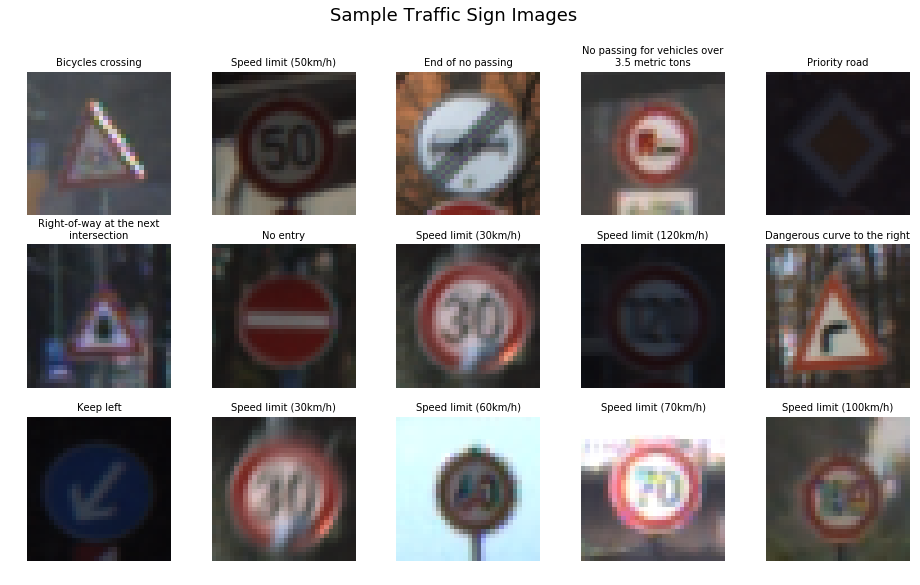 Sample Traffic Sign Images
Bicycles crossing
Speed limit (50km/h)
End of no passing
No passing for vehicles over
3.5 metric tons
Priority road
50
Right-of-way at the next
intersection
No entry
Speed limit (30km/h)
Speed limit (120km/h)
Dangerous curve to the right
30
Keep left
Speed limit (30km/h)
Speed limit (60km/h)
Speed limit (70km/h)
Speed limit (100km/h)
30
70